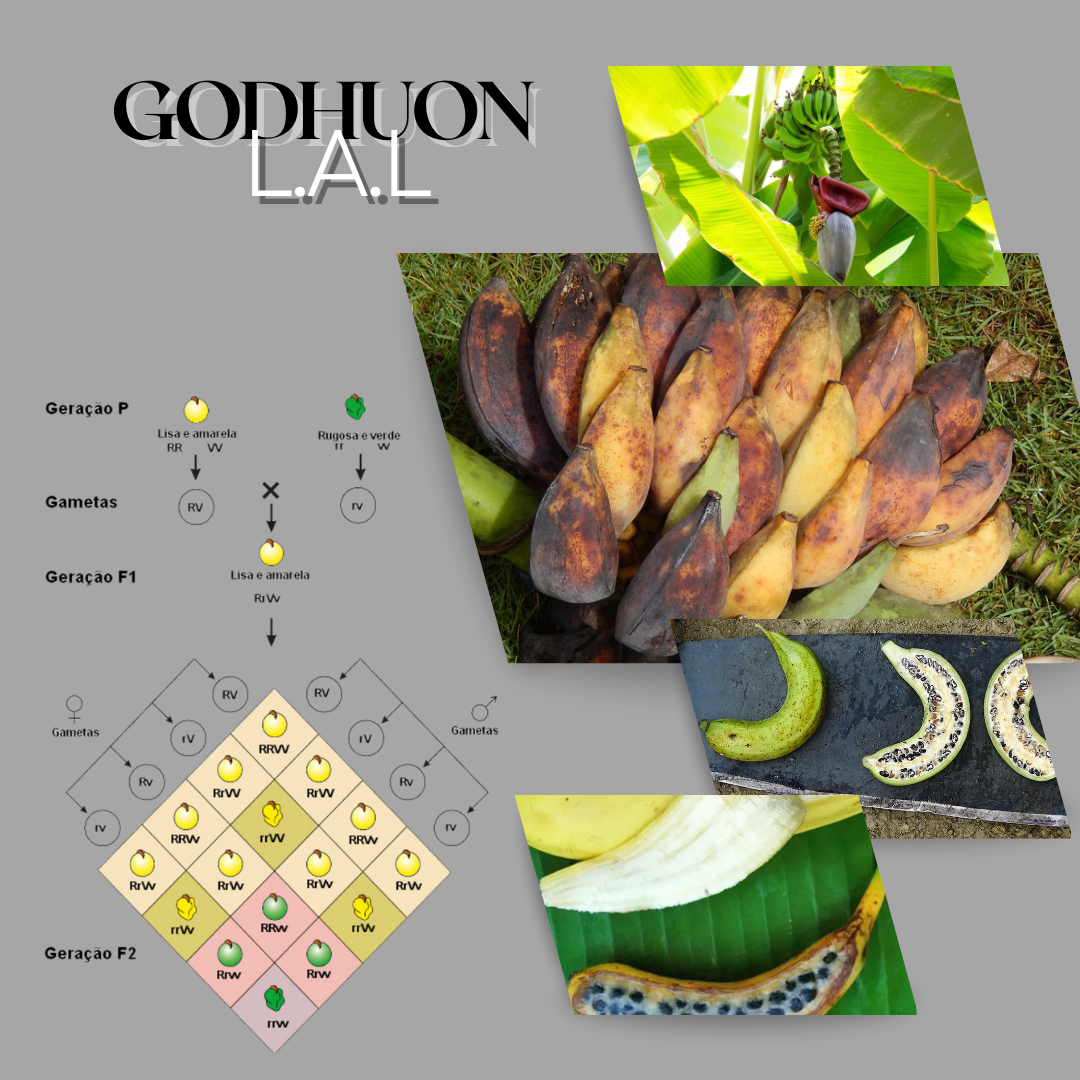 GODHUON
L.A.L
Geração P
Lisa e amarela
RR VV
Rugosa e verde
rr vv
Gametas
RV
rv
Geração F1
Lisa e amarela
RrVv
RV
RV
Gametas
Gametas
rV
rV
RRVV
Rv
Rv
RrVV
RrVV
rv
rv
RRVv
rrVV
RRVv
RrVv
RrVv
RrVv
RrVv
rrVv
RRvv
rrVv
Geração F2
Rrvv
Rrvv
rrvv